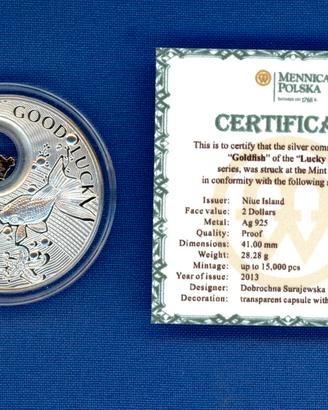 GOOD LUCK
MENNICA
POLSKA
CERTIFICA
This is to certify that the silver com
"Goldfish" of the "Lucky
series, was struck at the Mint
in conformity with the following
Issuer: Niue Island
Face value: 2 Dollars
Metal: Ag 925
Quality: Proof
Dimensions: 41.00 mm
Weight: 28.28 g
Mintage: up to 15,000 pcs
Year of issue: 2013
Designer: Dobrochna Surajewska
Decoration: transparent capsule with